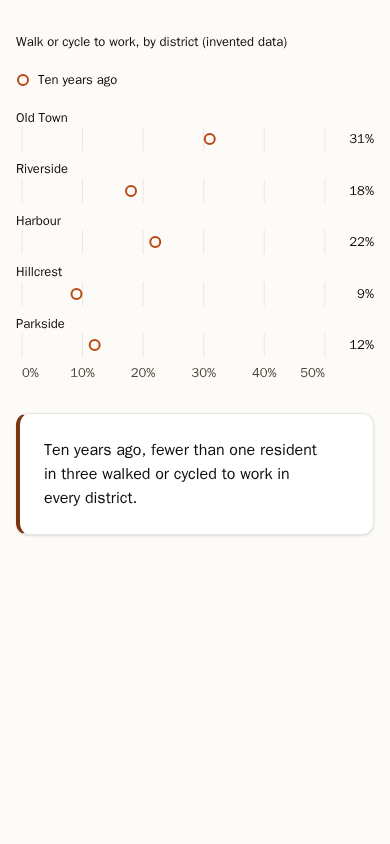 Walk or cycle to work, by district (invented data)
Ten years ago
Old Town
31%
Riverside
18%
Harbour
22%
Hillcrest
9%
Parkside
12%
0% 10% 20% 30% 40% 50%
Ten years ago, fewer than one resident
in three walked or cycled to work in
every district.